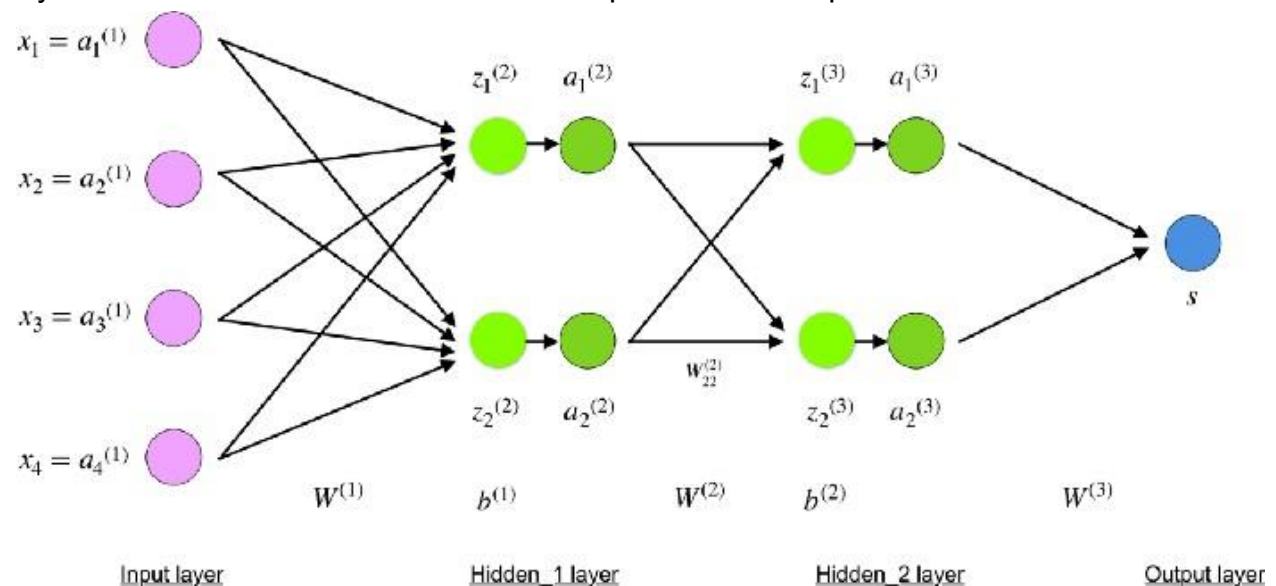 x₁ = a₁⁽¹⁾
z₁⁽²⁾ a₁⁽²⁾ z₁⁽³⁾ a₁⁽³⁾
x₂ = a₂⁽¹⁾
s
x₃ = a₃⁽¹⁾
W₂₂⁽²⁾
z₂⁽²⁾ a₂⁽²⁾ z₂⁽³⁾ a₂⁽³⁾
x₄ = a₄⁽¹⁾
W⁽¹⁾ b⁽¹⁾ W⁽²⁾ b⁽²⁾ W⁽³⁾
Input layer Hidden_1 layer Hidden_2 layer Output layer